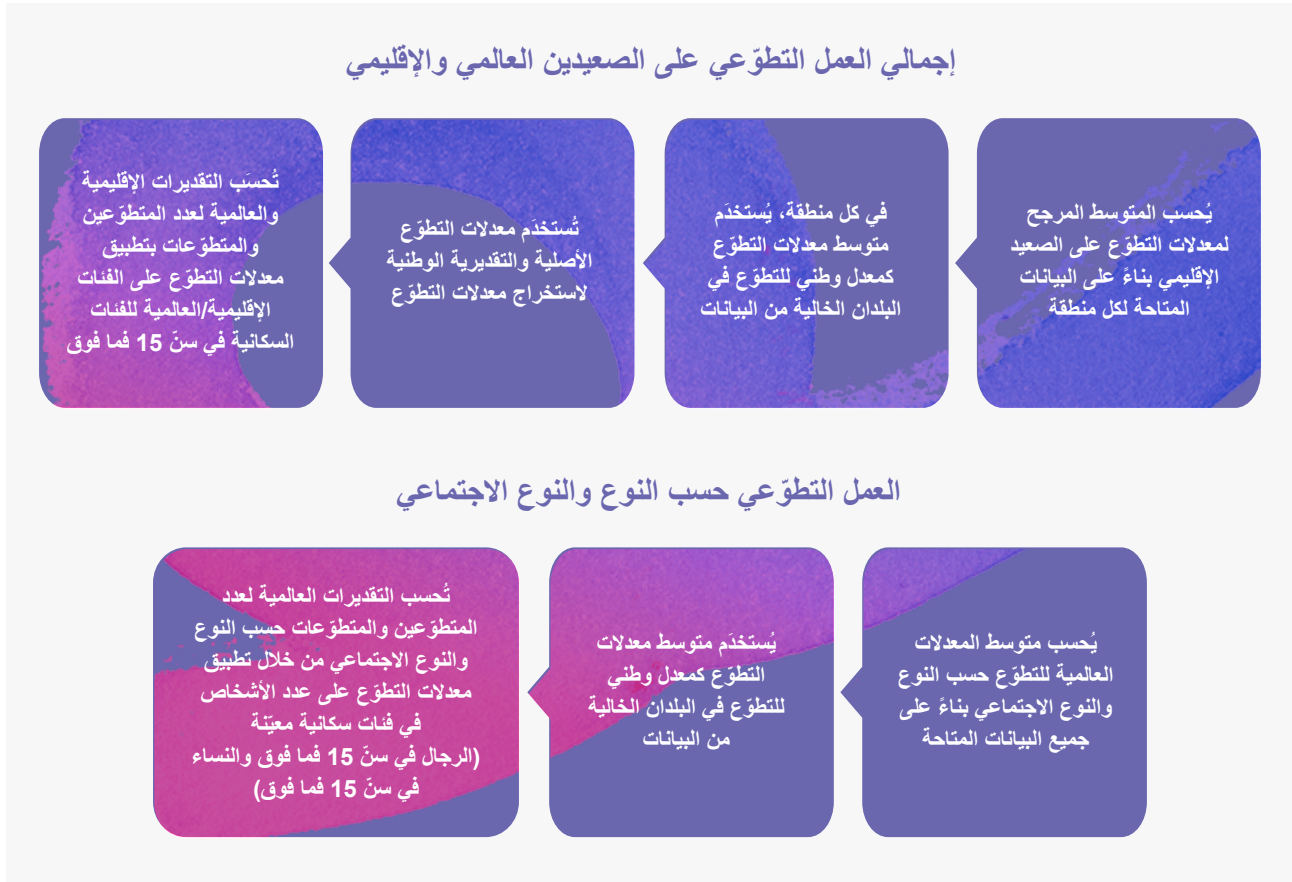 إجمالي العمل التطوّعي على الصعيدين العالمي والإقليمي
يُحسب المتوسط المرجح
لمعدلات التطوّع على الصعيد
الإقليمي بناءً على البيانات
المتاحة لكل منطقة
في كل منطقة، يُستخدَم
متوسط معدلات التطوّع
كمعدل وطني للتطوّع في
البلدان الخالية من البيانات
تُستخدَم معدلات التطوّع
الأصلية والتقديرية الوطنية
لاستخراج معدلات التطوّع
تُحسَب التقديرات الإقليمية
والعالمية لعدد المتطوّعين
والمتطوّعات بتطبيق
معدلات التطوّع على الفئات
الإقليمية/العالمية للفئات
السكانية في سنّ 15 فما فوق
العمل التطوّعي حسب النوع والنوع الاجتماعي
يُحسب متوسط المعدلات
العالمية للتطوّع حسب النوع
والنوع الاجتماعي بناءً على
جميع البيانات المتاحة
يُستخدَم متوسط معدلات
التطوّع كمعدل وطني
للتطوّع في البلدان الخالية
من البيانات
تُحسب التقديرات العالمية لعدد
المتطوّعين والمتطوّعات حسب النوع
والنوع الاجتماعي من خلال تطبيق
معدلات التطوّع على عدد الأشخاص
في فئات سكانية معيّنة
(الرجال في سنّ 15 فما فوق والنساء
في سنّ 15 فما فوق)